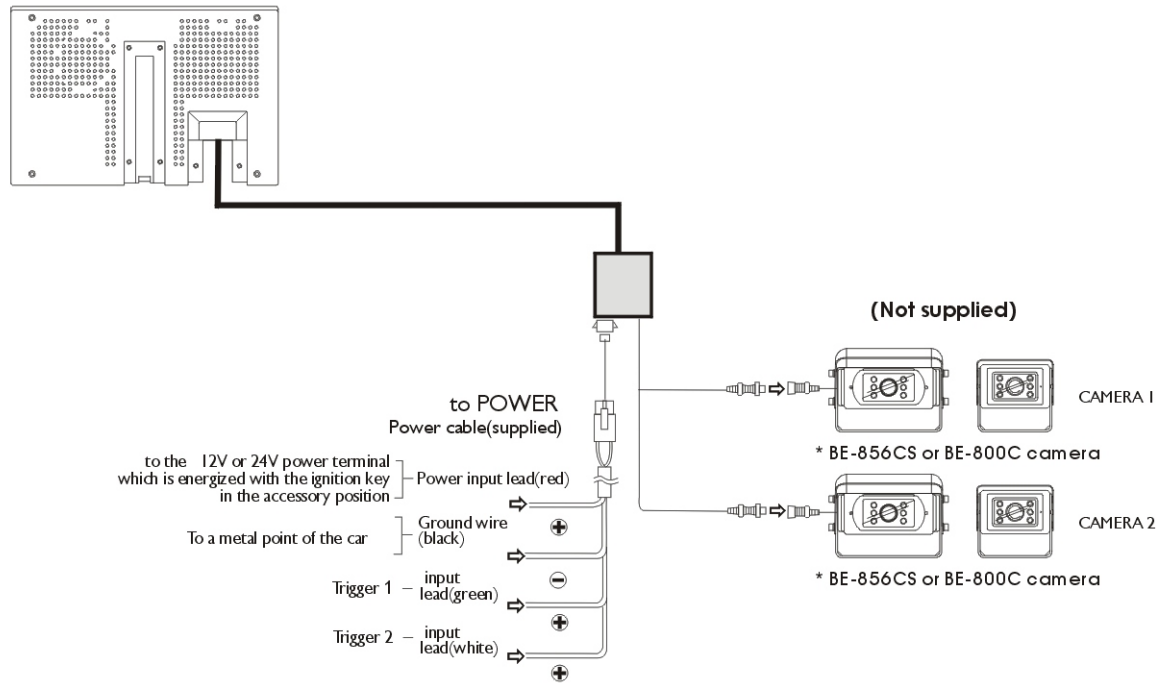 (Not supplied)
CAMERA 1
* BE-856CS or BE-800C camera
CAMERA 2
* BE-856CS or BE-800C camera
to POWER
Power cable(supplied)
to the 12V or 24V power terminal
which is energized with the ignition key
in the accessory position
Power input lead(red)
To a metal point of the car
Ground wire
(black)
Trigger 1 – input
lead(green)
Trigger 2 – input
lead(white)